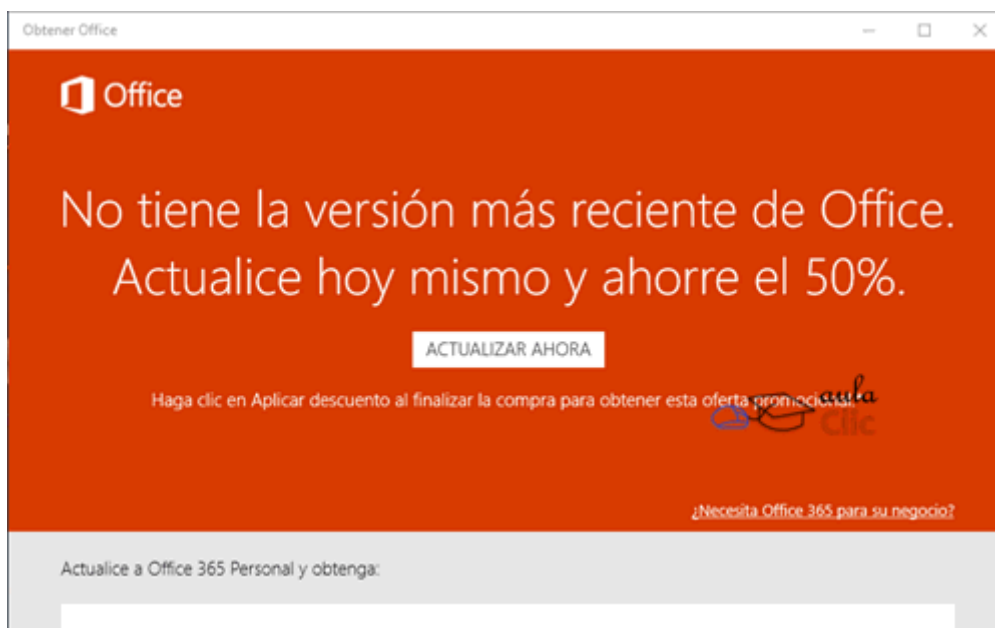 Obtener Office
Office
No tiene la versión más reciente de Office.
Actualice hoy mismo y ahorre el 50%.
ACTUALIZAR AHORA
Haga clic en Aplicar descuento al finalizar la compra para obtener esta oferta promocional.
aula
Clic
¿Necesita Office 365 para su negocio?
Actualice a Office 365 Personal y obtenga: